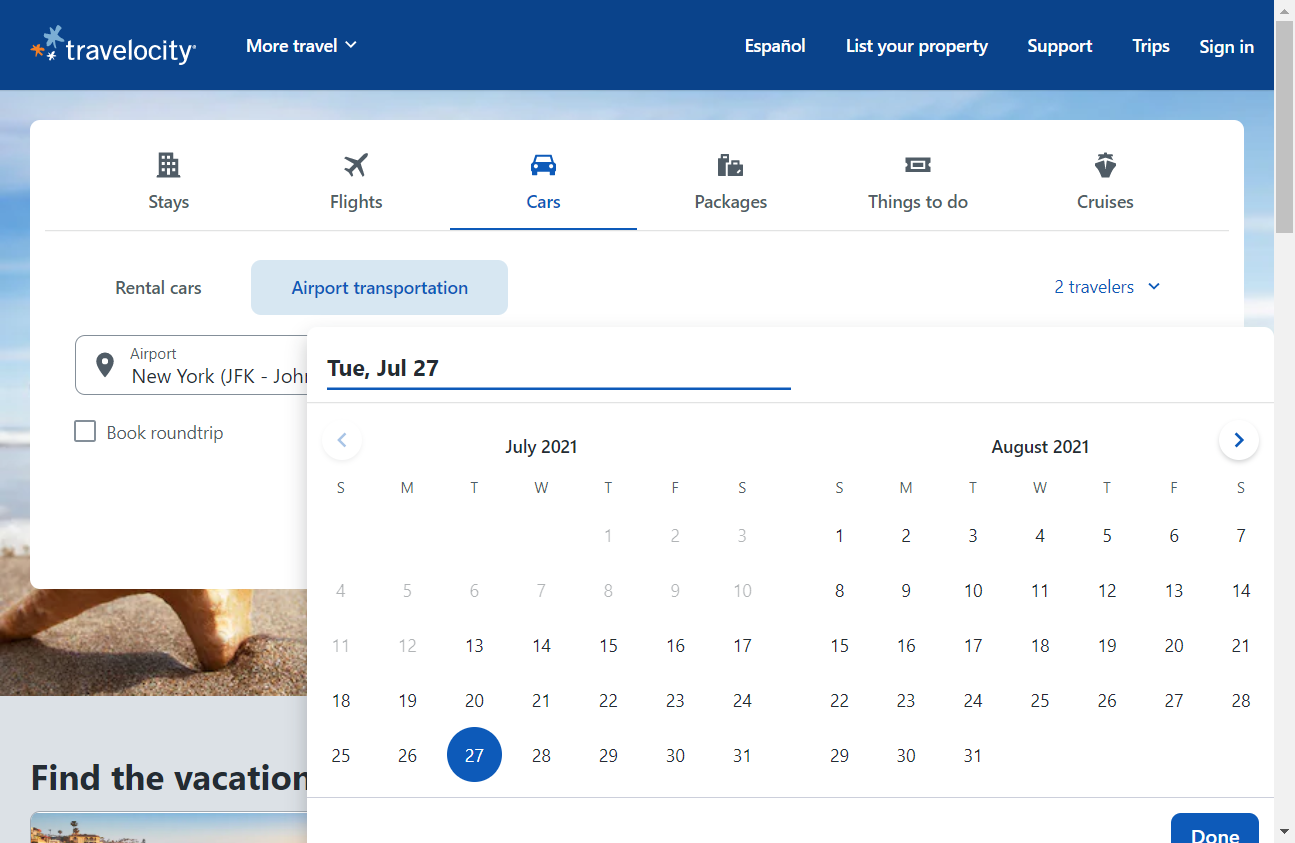 travelocity
More travel
Español
List your property
Support
Trips
Sign in
Stays
Flights
Cars
Packages
Things to do
Cruises
Rental cars
Airport transportation
2 travelers
Airport
New York (JFK - Joh
Book roundtrip
Tue, Jul 27
July 2021
S M T W T F S
1 2 3
4 5 6 7 8 9 10
11 12 13 14 15 16 17
18 19 20 21 22 23 24
25 26 27 28 29 30 31
August 2021
S M T W T F S
1 2 3 4 5 6 7
8 9 10 11 12 13 14
15 16 17 18 19 20 21
22 23 24 25 26 27 28
29 30 31
Done
Find the vacation